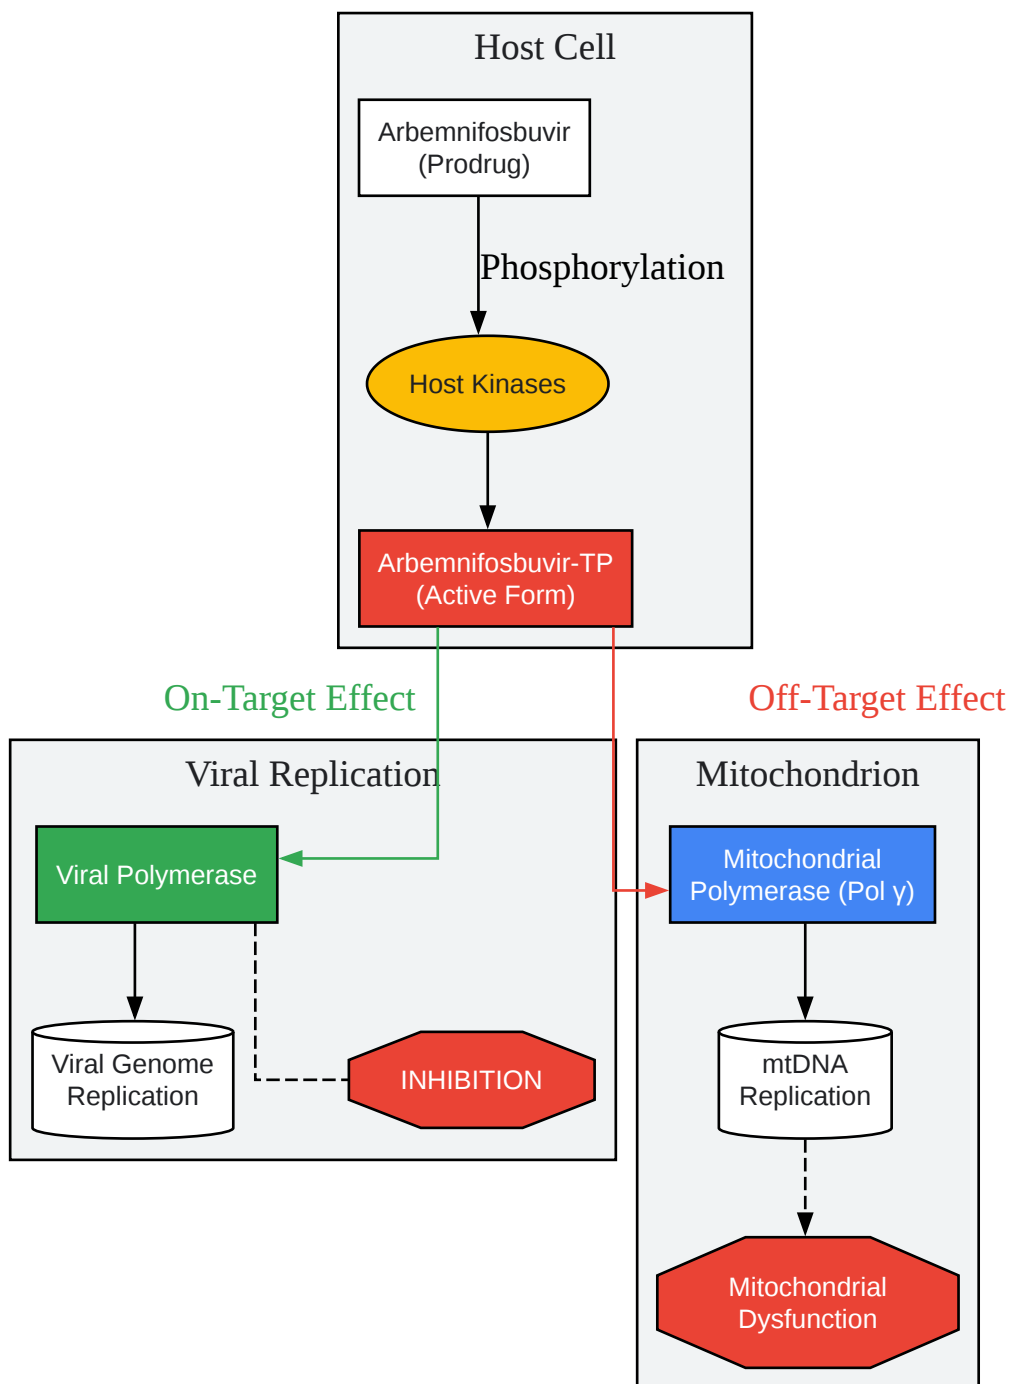 Host Cell
Arbemnifosbuvir
(Prodrug)
Phosphorylation
Host Kinases
Arbemnifosbuvir-TP
(Active Form)
On-Target Effect
Off-Target Effect
Viral Replication
Mitochondrion
Viral Polymerase
Mitochondrial
Polymerase (Pol γ)
Viral Genome
Replication
INHIBITION
mtDNA
Replication
Mitochondrial
Dysfunction